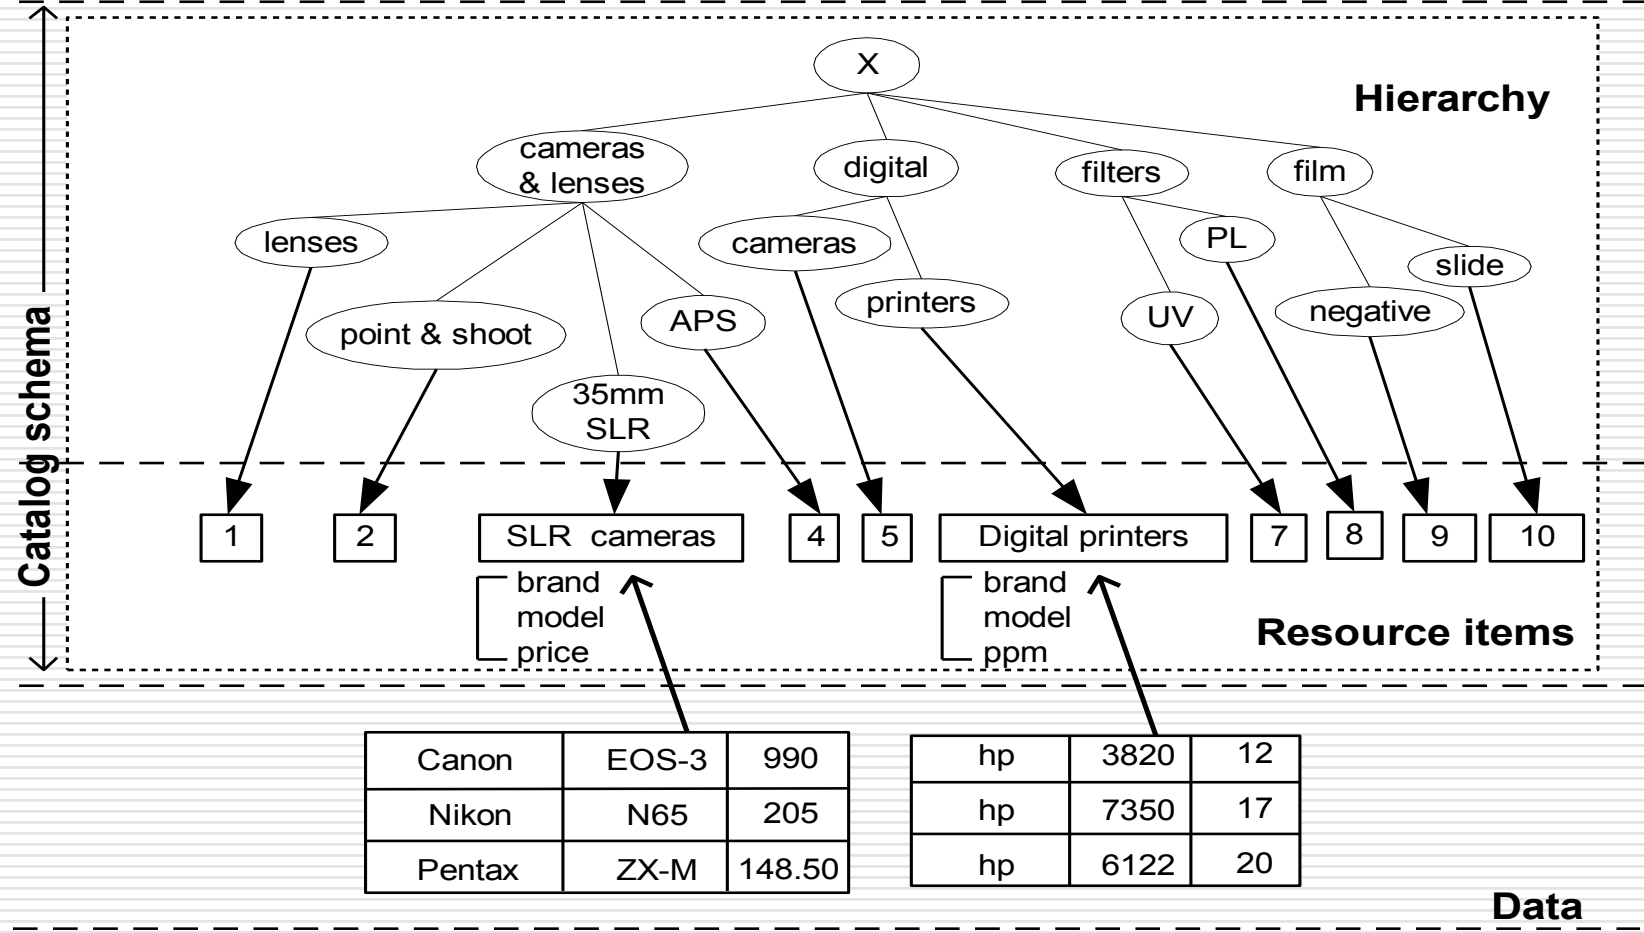 X
Hierarchy
cameras
& lenses
digital
filters
film
lenses
cameras
PL
slide
point & shoot
APS
printers
UV
negative
35mm
SLR
Catalog schema
1
2
SLR cameras
4
5
Digital printers
7
8
9
10
brand
model
price
brand
model
ppm
Resource items
Canon EOS-3 990
Nikon N65 205
Pentax ZX-M 148.50
hp 3820 12
hp 7350 17
hp 6122 20
Data